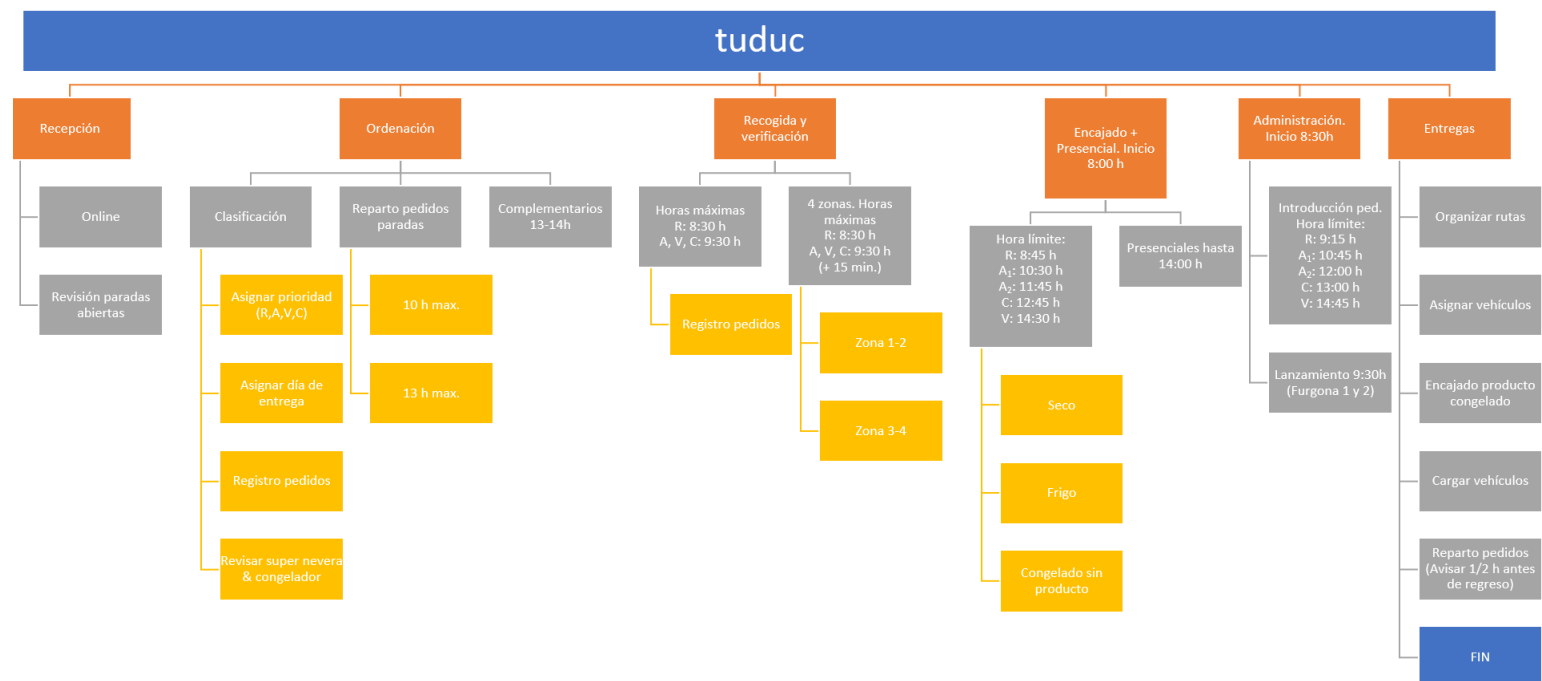 tuduc
Recepción
Online
Revisión paradas
abiertas
Ordenación
Clasificación
Asignar prioridad
(R,A,V,C)
Asignar día de
entrega
Registro pedidos
Revisar super nevera
& congelador
Reparto pedidos
paradas
10 h max.
13 h max.
Complementarios
13-14h
Recogida y
verificación
Horas máximas
R: 8:30 h
A, V, C: 9:30 h
Registro pedidos
4 zonas. Horas
máximas
R: 8:30 h
A, V, C: 9:30 h
(+ 15 min.)
Zona 1-2
Zona 3-4
Encajado +
Presencial. Inicio
8:00 h
Hora límite:
R: 8:45 h
A₁: 10:30 h
A₂: 11:45 h
C: 12:45 h
V: 14:30 h
Seco
Frigo
Congelado sin
producto
Presenciales hasta
14:00 h
Administración.
Inicio 8:30h
Introducción ped.
Hora límite:
R: 9:15 h
A₁: 10:45 h
A₂: 12:00 h
C: 13:00 h
V: 14:45 h
Lanzamiento 9:30h
(Furgona 1 y 2)
Entregas
Organizar rutas
Asignar vehículos
Encajado producto
congelado
Cargar vehículos
Reparto pedidos
(Avisar 1/2 h antes
de regreso)
FIN